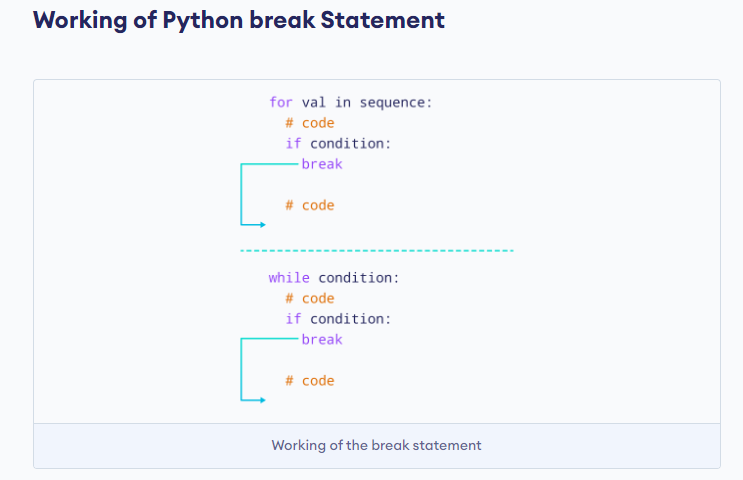 Working of Python break Statement
for val in sequence:
# code
if condition:
break
# code
while condition:
# code
if condition:
break
# code
Working of the break statement